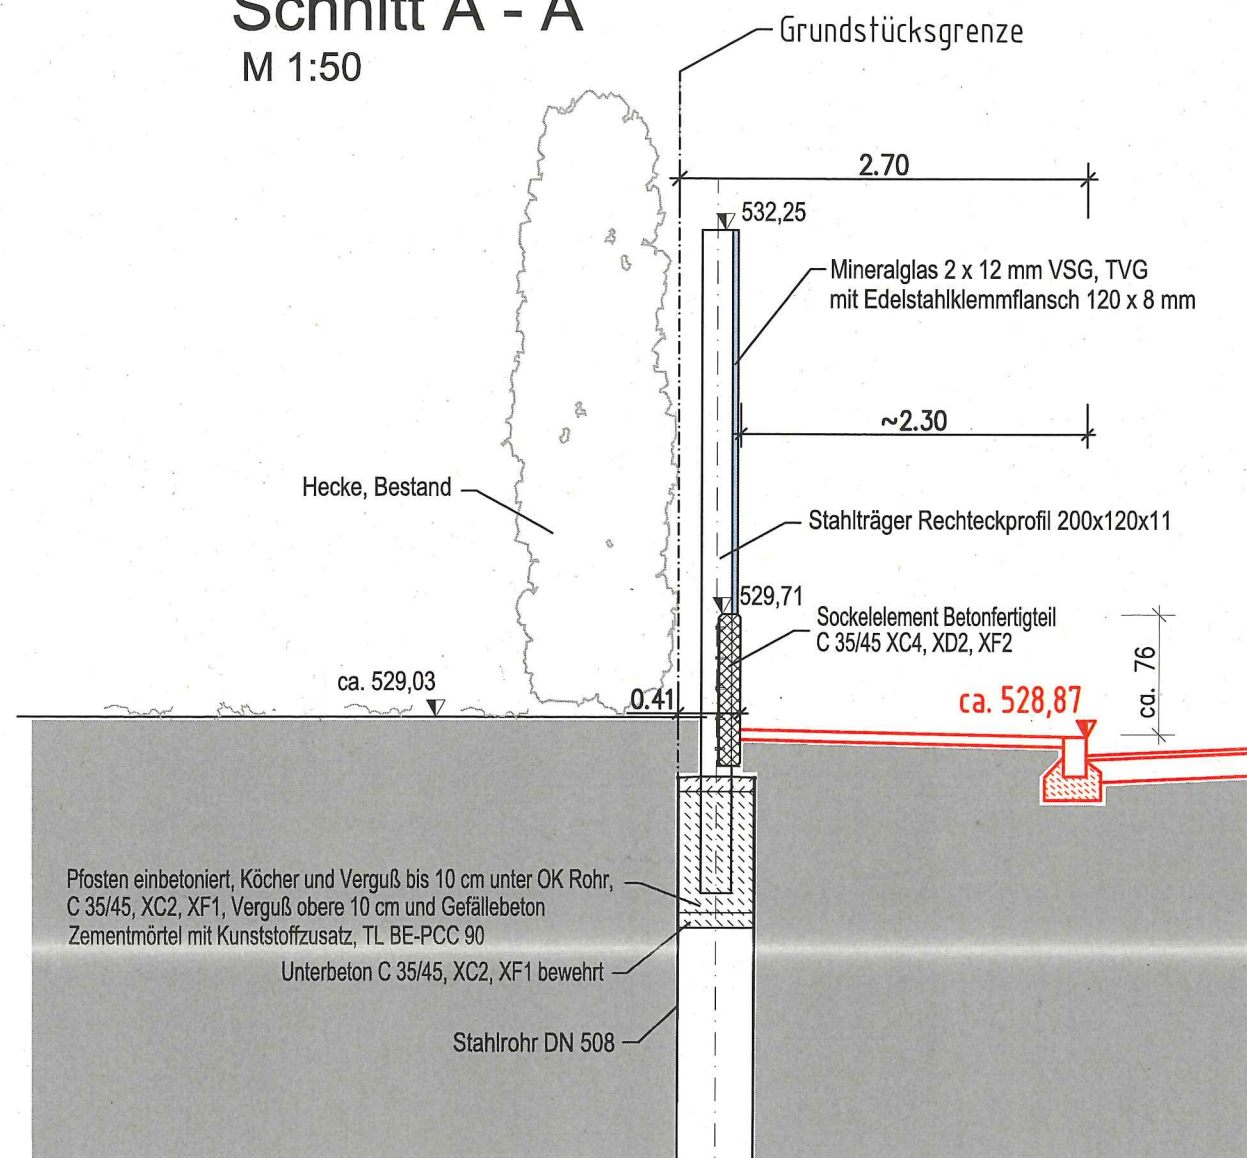 Schnitt A - A
M 1:50
Grundstücksgrenze
2.70
532,25
Mineralglas 2 x 12 mm VSG, TVG
mit Edelstahlklemmflansch 120 x 8 mm
~2.30
Hecke, Bestand
Stahlträger Rechteckprofil 200x120x11
529,71
Sockelelement Betonfertigteil
C 35/45 XC4, XD2, XF2
ca. 76
ca. 529,03
0.41
ca. 528,87
Pfosten einbetoniert, Köcher und Verguß bis 10 cm unter OK Rohr,
C 35/45, XC2, XF1, Verguß obere 10 cm und Gefällebeton
Zementmörtel mit Kunststoffzusatz, TL BE-PCC 90
Unterbeton C 35/45, XC2, XF1 bewehrt
Stahlrohr DN 508